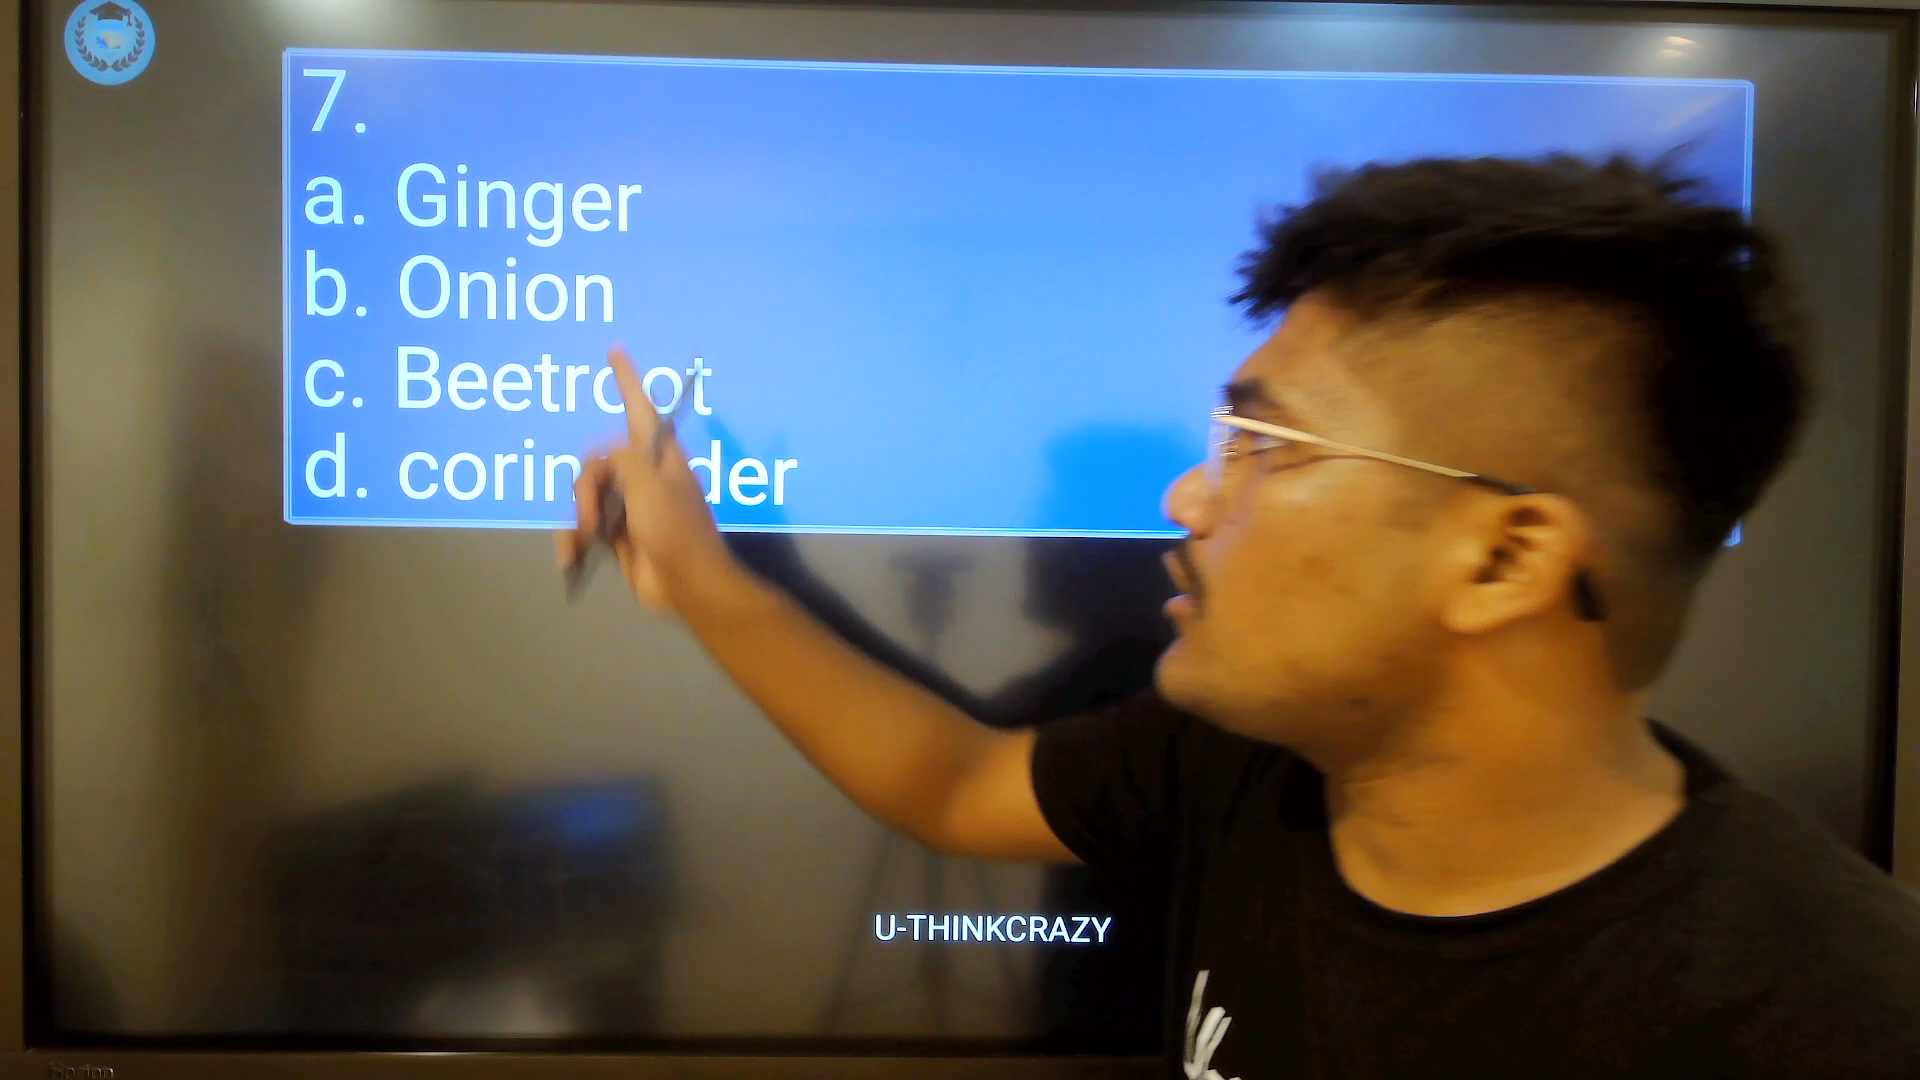 7.
a. Ginger
b. Onion
c. Beetroot
d.
U-THINKCRAZY